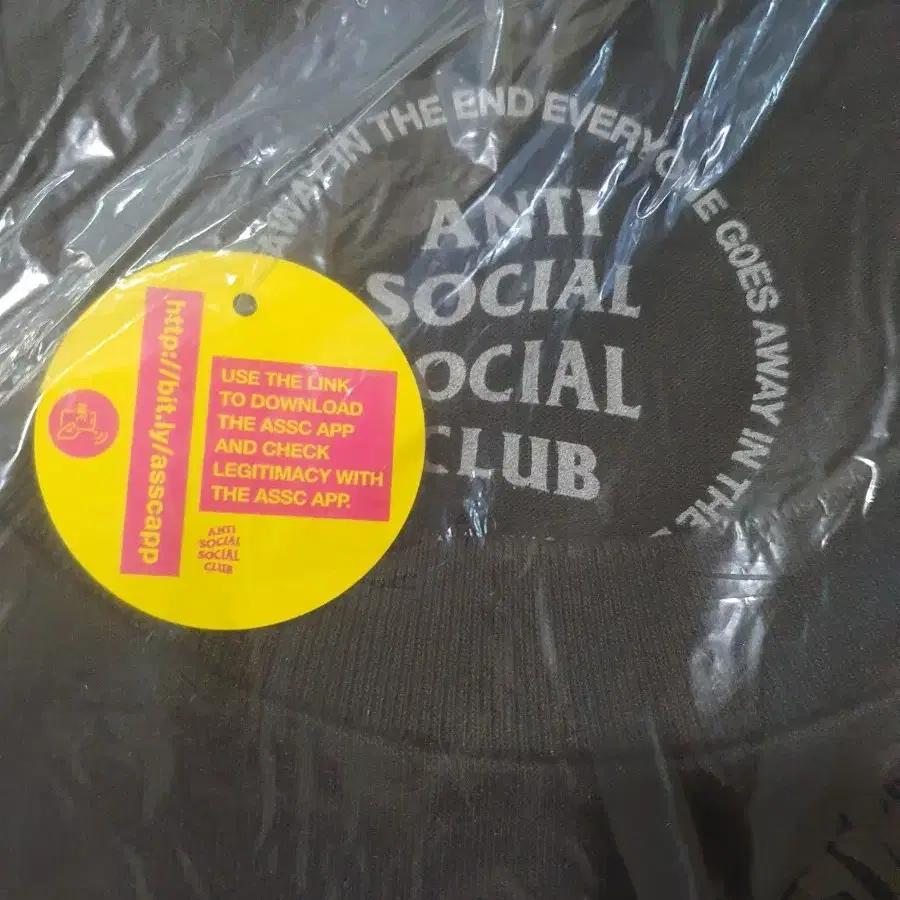 AWAY IN THE END EVERYONE GOES AWAY IN THE
ANTI
SOCIAL
SOCIAL
CLUB
http://bit.ly/asscapp
USE THE LINK
TO DOWNLOAD
THE ASSC APP
AND CHECK
LEGITIMACY WITH
THE ASSC APP.
ANTI
SOCIAL
SOCIAL
CLUB